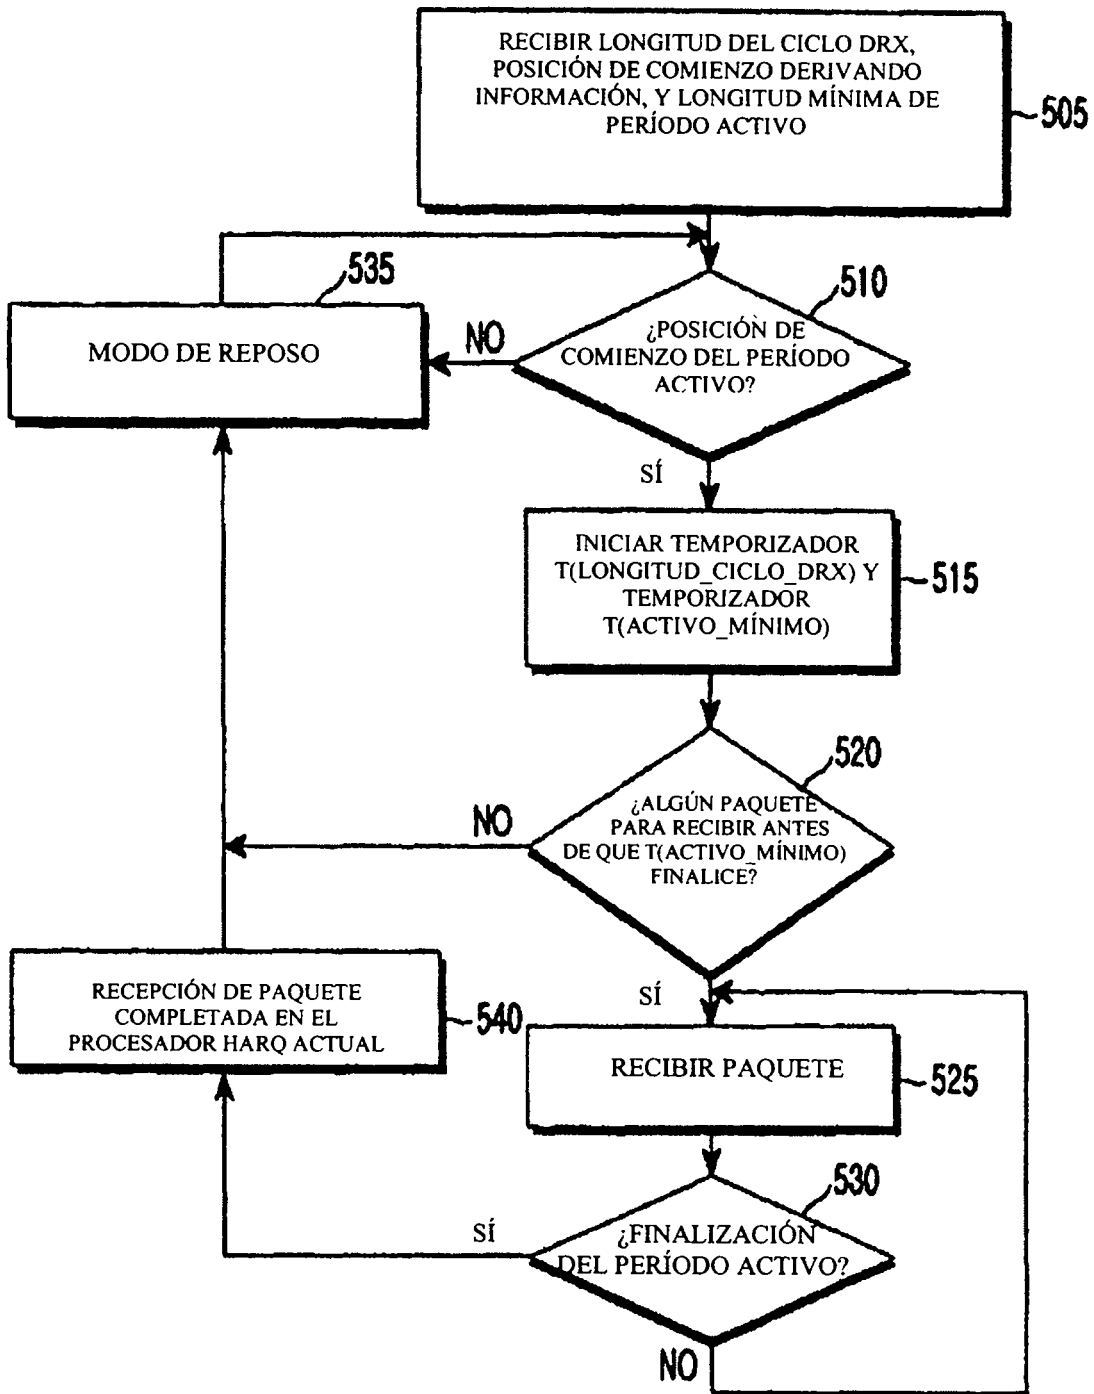 RECIBIR LONGITUD DEL CICLO DRX,
POSICIÓN DE COMIENZO DERIVANDO
INFORMACIÓN, Y LONGITUD MÍNIMA DE
PERÍODO ACTIVO
505
535
MODO DE REPOSO
510
NO
¿POSICIÓN DE
COMIENZO DEL PERÍODO
ACTIVO?
SÍ
INICIAR TEMPORIZADOR
T(LONGITUD_CICLO_DRX) Y
TEMPORIZADOR
T(ACTIVO_MÍNIMO)
515
520
NO
¿ALGÚN PAQUETE
PARA RECIBIR ANTES
DE QUE T(ACTIVO_MÍNIMO)
FINALICE?
SÍ
RECEPCIÓN DE PAQUETE
COMPLETADA EN EL
PROCESADOR HARQ ACTUAL
540
RECIBIR PAQUETE
525
530
SÍ
¿FINALIZACIÓN
DEL PERÍODO ACTIVO?
NO